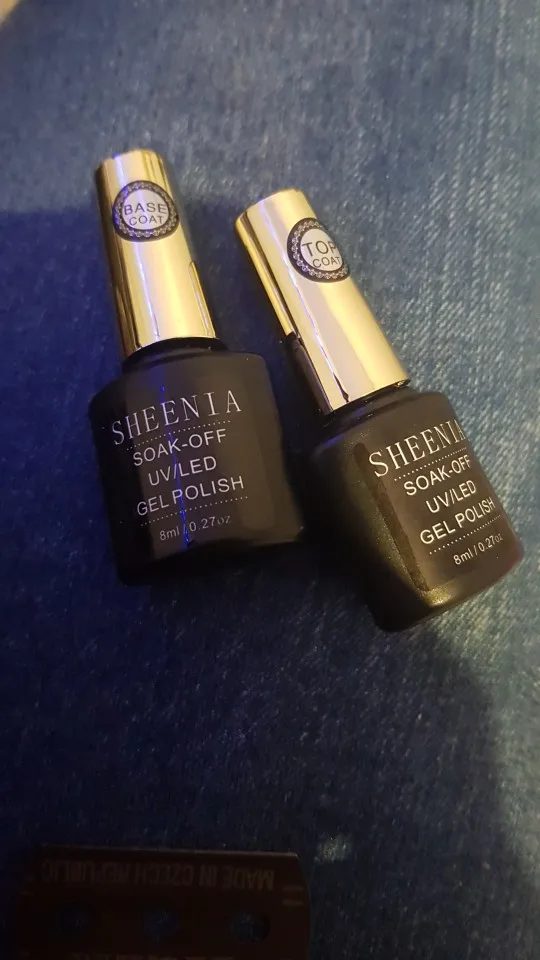 BASE
COAT
SHEENIA
SOAK-OFF
UV/LED
GEL POLISH
8ml / 0.27oz
TOP
COAT
SHEENIA
SOAK-OFF
UV/LED
GEL POLISH
8ml / 0.27oz
MADE IN CZECH REPUBLIC